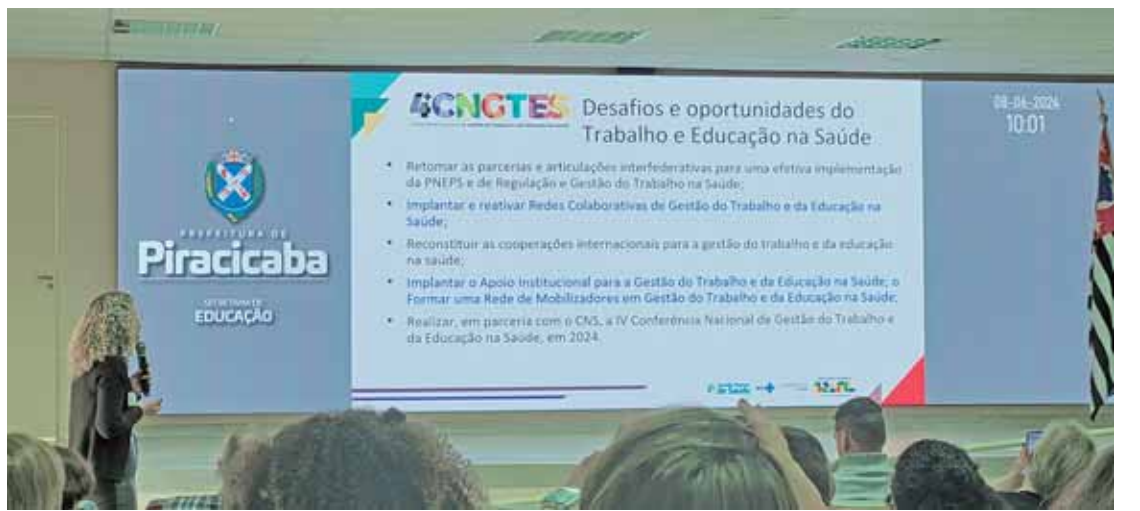 PREFEITURA DE
Piracicaba
SECRETARIA DE
EDUCAÇÃO
4ªCNGTES
Desafios e oportunidades do
Trabalho e Educação na Saúde
• Retomar as parcerias e articulações interfederativas para uma efetiva implementação
da PNEPS e de Regulação e Gestão do Trabalho na Saúde;
• Implantar e reativar Redes Colaborativas de Gestão do Trabalho e da Educação na
Saúde;
• Reconstituir as cooperações internacionais para a gestão do trabalho e da educação
na saúde;
• Implantar o Apoio Institucional para a Gestão do Trabalho e da Educação na Saúde; e
Formar uma Rede de Mobilizadores em Gestão do Trabalho e da Educação na Saúde;
• Realizar, em parceria com o CNS, a IV Conferência Nacional de Gestão do Trabalho e
da Educação na Saúde, em 2024.
08-06-2024
10:01